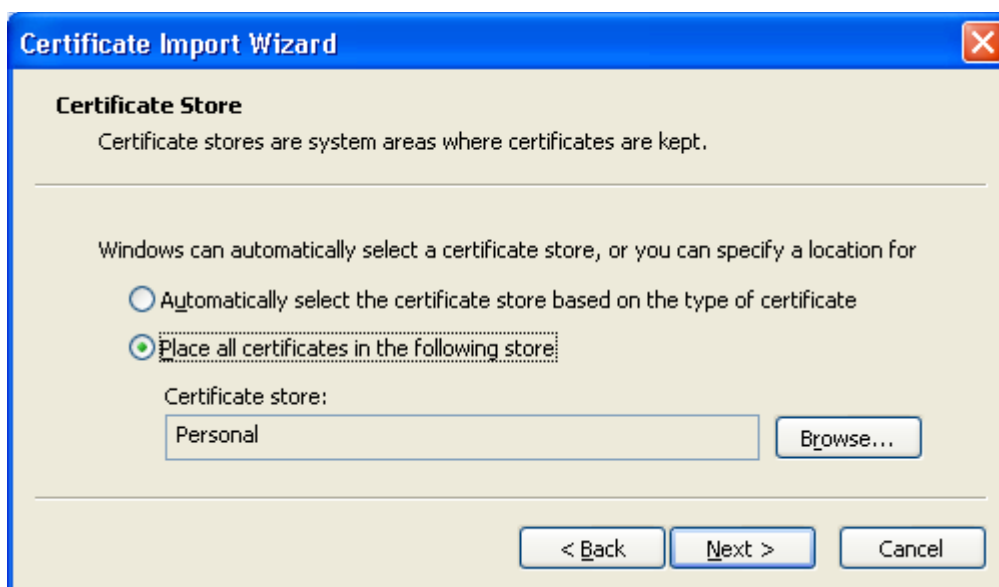 Certificate Import Wizard
Certificate Store
Certificate stores are system areas where certificates are kept.
Windows can automatically select a certificate store, or you can specify a location for
Automatically select the certificate store based on the type of certificate
Place all certificates in the following store
Certificate store:
Personal
Browse...
< Back
Next >
Cancel